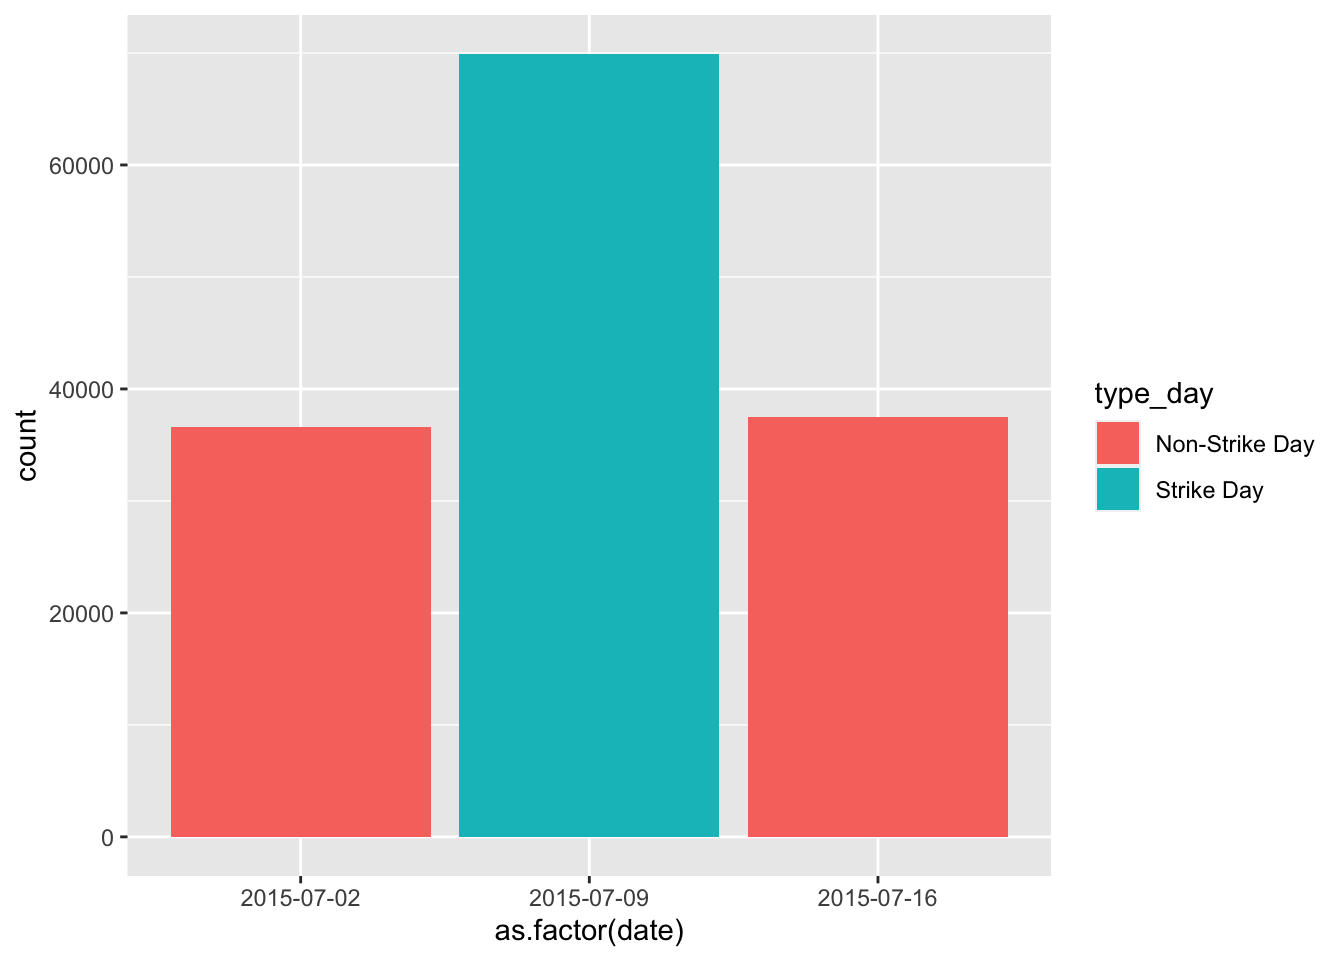 count
60000
40000
20000
0
2015-07-02
2015-07-09
2015-07-16
as.factor(date)
type_day
Non-Strike Day
Strike Day